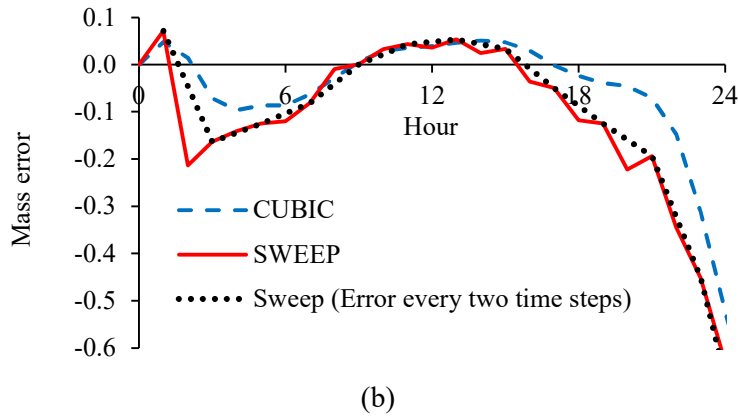 0.1
0.0
-0.1
-0.2
-0.3
-0.4
-0.5
-0.6
Mass error
0 6 12 18 24
Hour
CUBIC
SWEEP
Sweep (Error every two time steps)
(b)